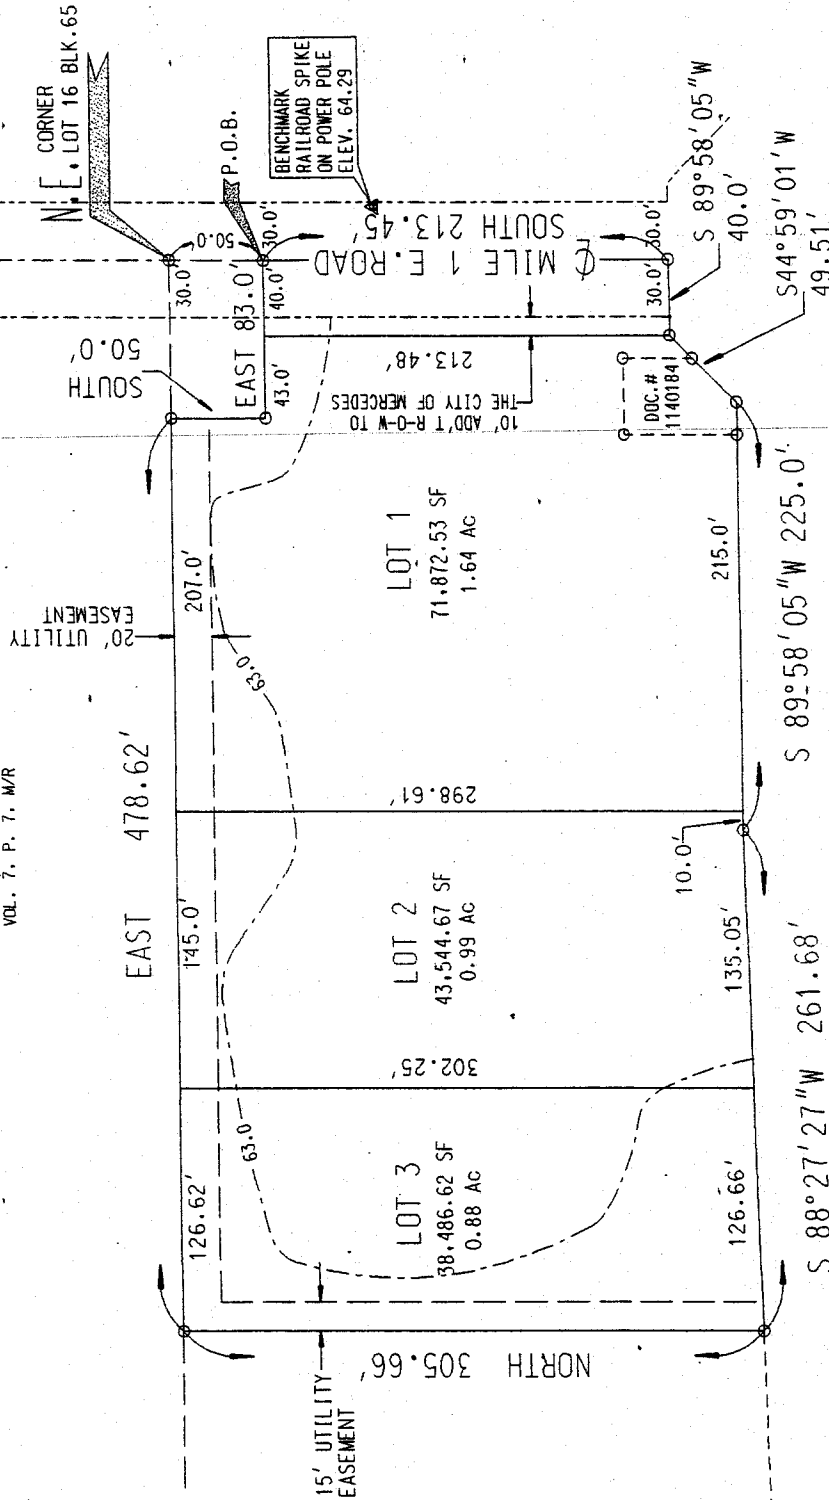 VOL. 7, P. 7, M/R
N.E. CORNER
LOT 16 BLK.65
P.O.B.
BENCHMARK
RAILROAD SPIKE
ON POWER POLE
ELEV. 64.29
EAST 478.62'
20' UTILITY
EASEMENT
SOUTH
50.0'
30.0'
50.0'
EAST 83.0'
43.0'
40.0'
30.0'
126.62'
145.0'
207.0'
63.0
63.0
℄ MILE 1 E. ROAD
SOUTH 213.45'
213.48'
10' ADD'T R-O-W TO
THE CITY OF MERCEDES
LOT 3
38,486.62 SF
0.88 AC
LOT 2
43,544.67 SF
0.99 AC
LOT 1
71,872.53 SF
1.64 AC
302.25'
298.61'
NORTH 305.66'
15' UTILITY
EASEMENT
DOC.#
1140184
30.0'
30.0'
126.66'
135.05'
10.0'
215.0'
S 88°27'27"W 261.68'
S 89°58'05"W 225.0'
S44°59'01"W
49.51'
S 89°58'05"W
40.0'